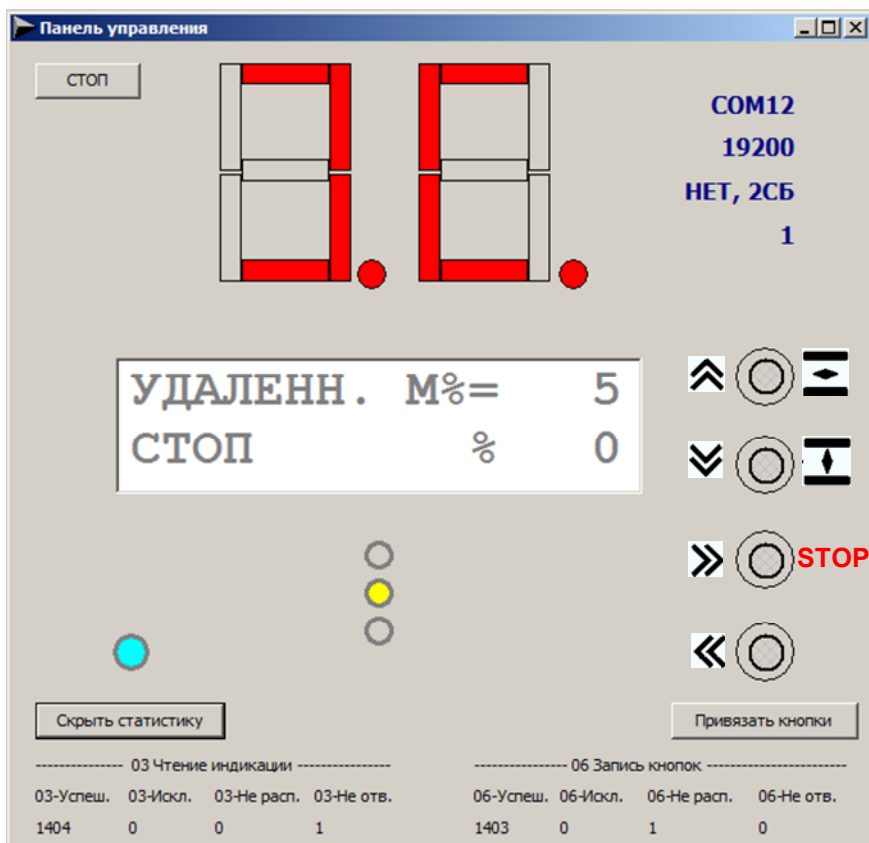 Панель управления
СТОП
].[.
COM12
19200
НЕТ, 2СБ
1
УДАЛЕНН. М%= 5
СТОП % 0
STOP
Скрыть статистику
Привязать кнопки
--------------- 03 Чтение индикации ----------------
03-Успеш. 03-Искл. 03-Не расп. 03-Не отв.
1404 0 0 1
---------------- 06 Запись кнопок ------------------------
06-Успеш. 06-Искл. 06-Не расп. 06-Не отв.
1403 0 1 0